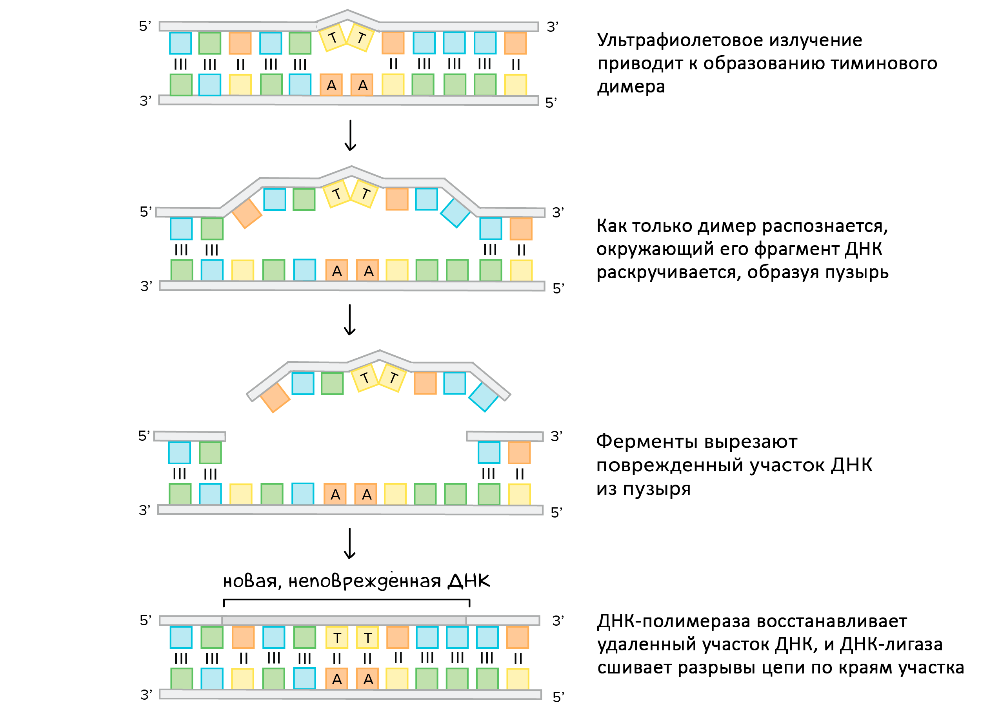 5’
3’
T T
A A
3’
5’
Ультрафиолетовое излучение
приводит к образованию тиминового
димера
5’
3’
T T
A A
3’
5’
Как только димер распознается,
окружающий его фрагмент ДНК
раскручивается, образуя пузырь
T T
5’
3’
A A
3’
5’
Ферменты вырезают
поврежденный участок ДНК
из пузыря
новая, неповреждённая ДНК
5’
3’
T T
A A
3’
5’
ДНК-полимераза восстанавливает
удаленный участок ДНК, и ДНК-лигаза
сшивает разрывы цепи по краям участка